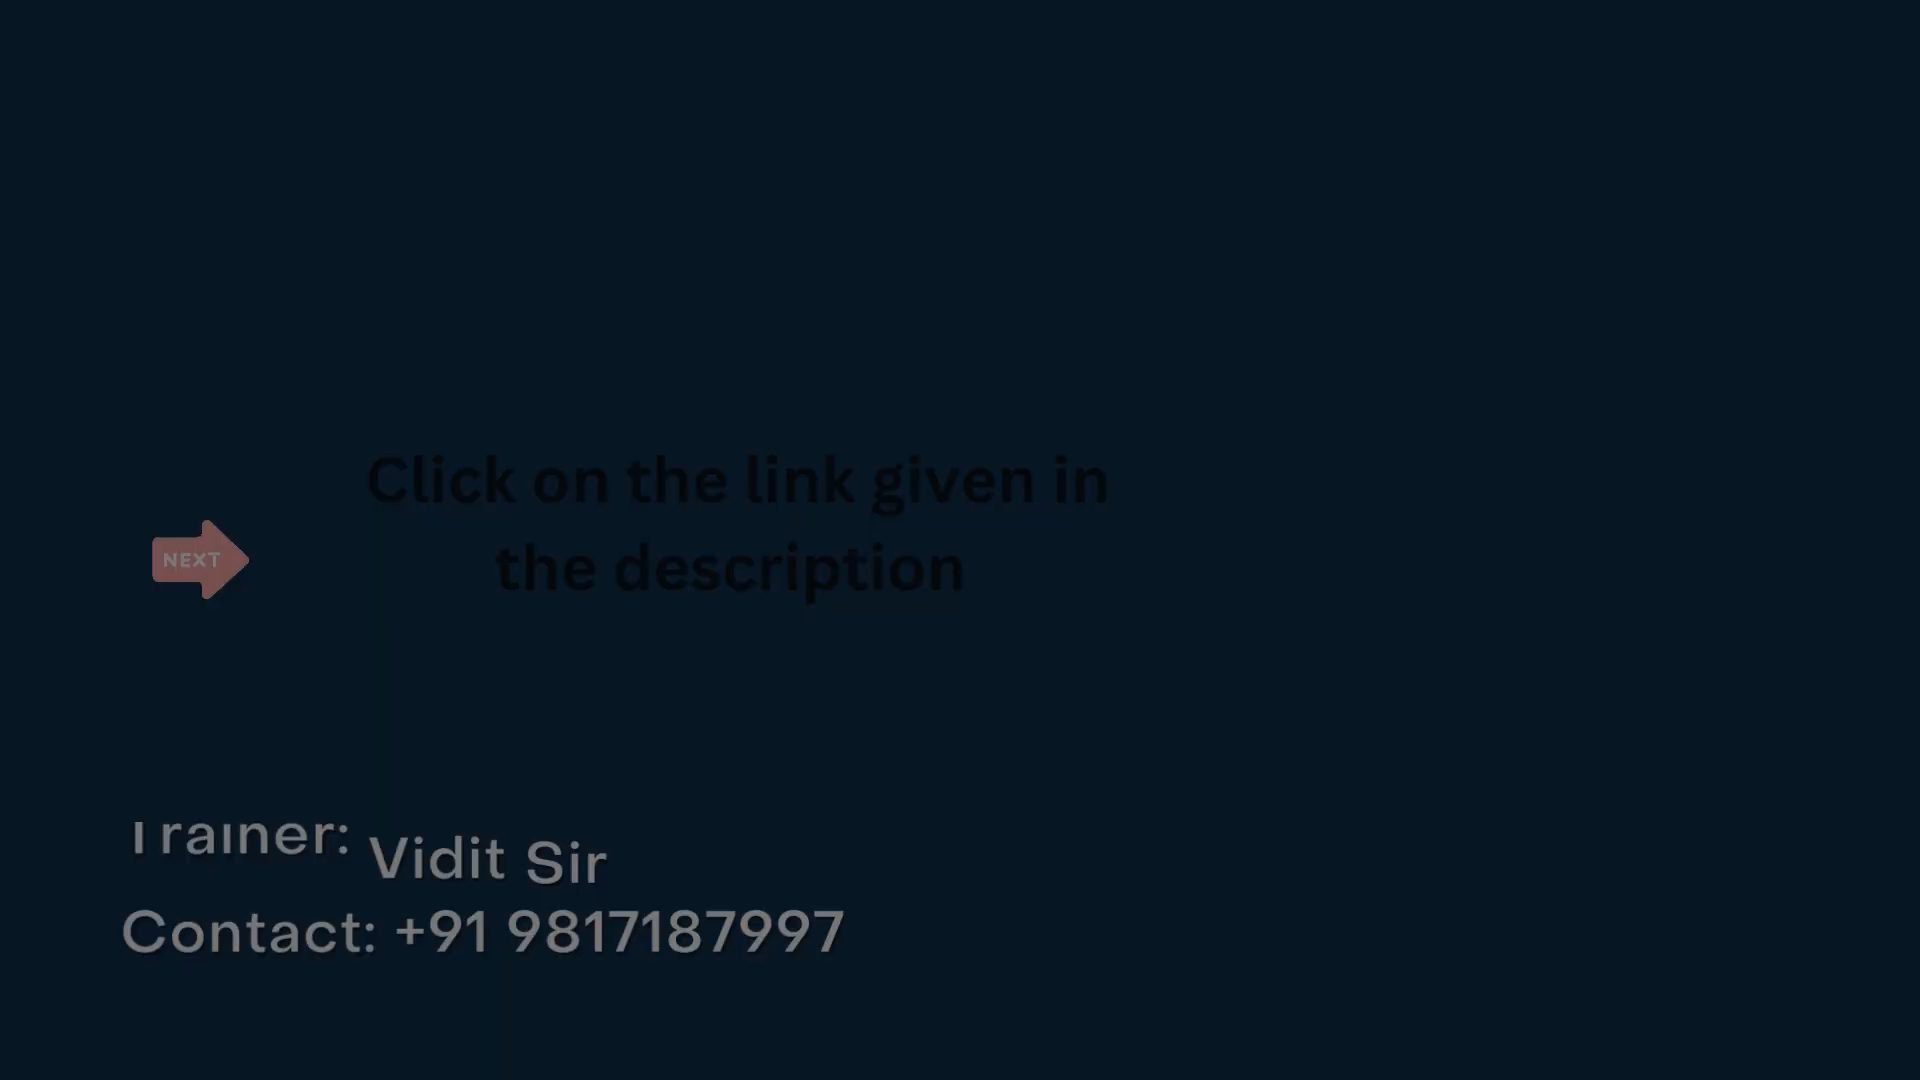 Click on the link given in
the description
NEXT
Trainer: Vidit Sir
Contact: +91 9817187997